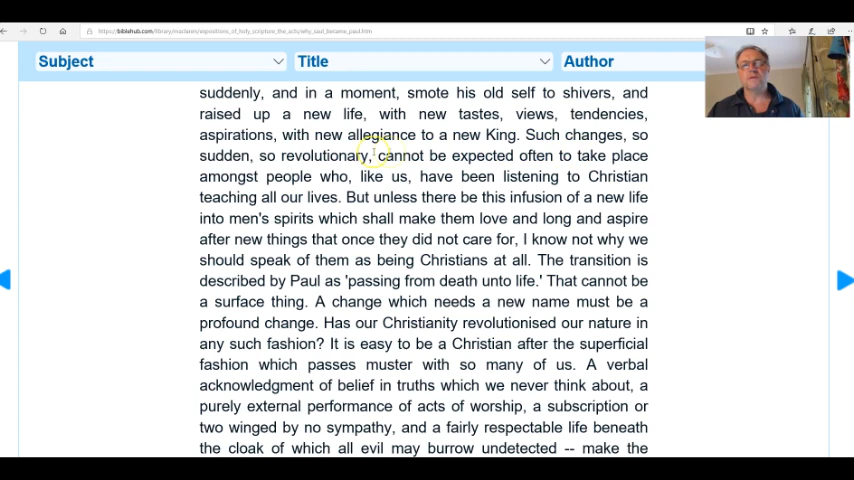 https://biblehub.com/library/maclaren/expositions_of_holy_scripture_the_acts/why_saul_became_paul.htm
Subject Title Author
suddenly, and in a moment, smote his old self to shivers, and
raised up a new life, with new tastes, views, tendencies,
aspirations, with new allegiance to a new King. Such changes, so
sudden, so revolutionary, cannot be expected often to take place
amongst people who, like us, have been listening to Christian
teaching all our lives. But unless there be this infusion of a new life
into men's spirits which shall make them love and long and aspire
after new things that once they did not care for, I know not why we
should speak of them as being Christians at all. The transition is
described by Paul as 'passing from death unto life.' That cannot be
a surface thing. A change which needs a new name must be a
profound change. Has our Christianity revolutionised our nature in
any such fashion? It is easy to be a Christian after the superficial
fashion which passes muster with so many of us. A verbal
acknowledgment of belief in truths which we never think about, a
purely external performance of acts of worship, a subscription or
two winged by no sympathy, and a fairly respectable life beneath
the cloak of which all evil may burrow undetected -- make the